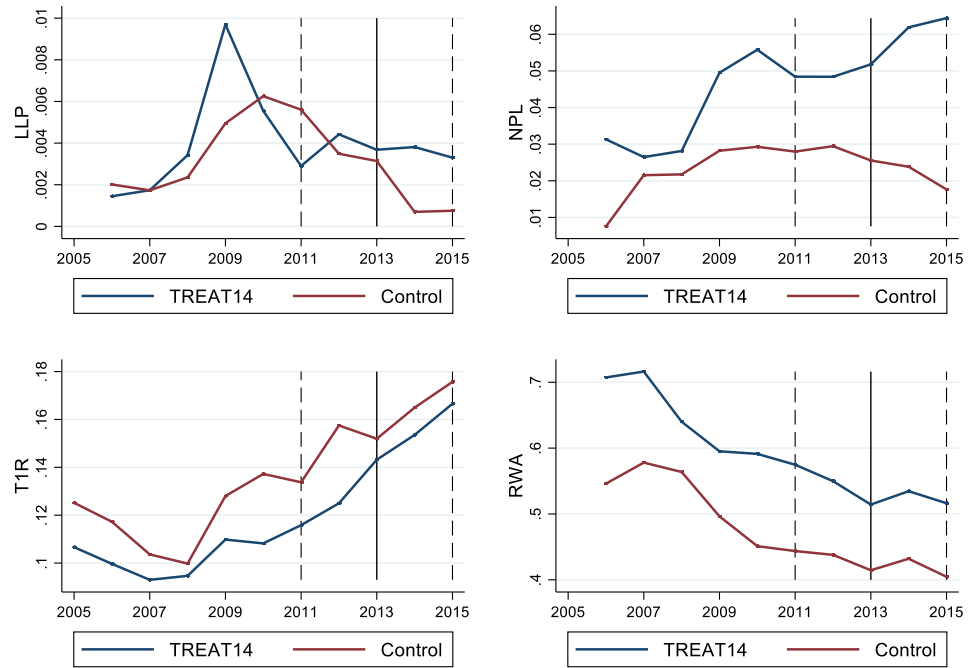 LLP
.01
.008
.006
.004
.002
0
2005 2007 2009 2011 2013 2015
TREAT14 Control
NPL
.06
.05
.04
.03
.02
.01
2005 2007 2009 2011 2013 2015
TREAT14 Control
T1R
.18
.16
.14
.12
.1
2005 2007 2009 2011 2013 2015
TREAT14 Control
RWA
.7
.6
.5
.4
2005 2007 2009 2011 2013 2015
TREAT14 Control